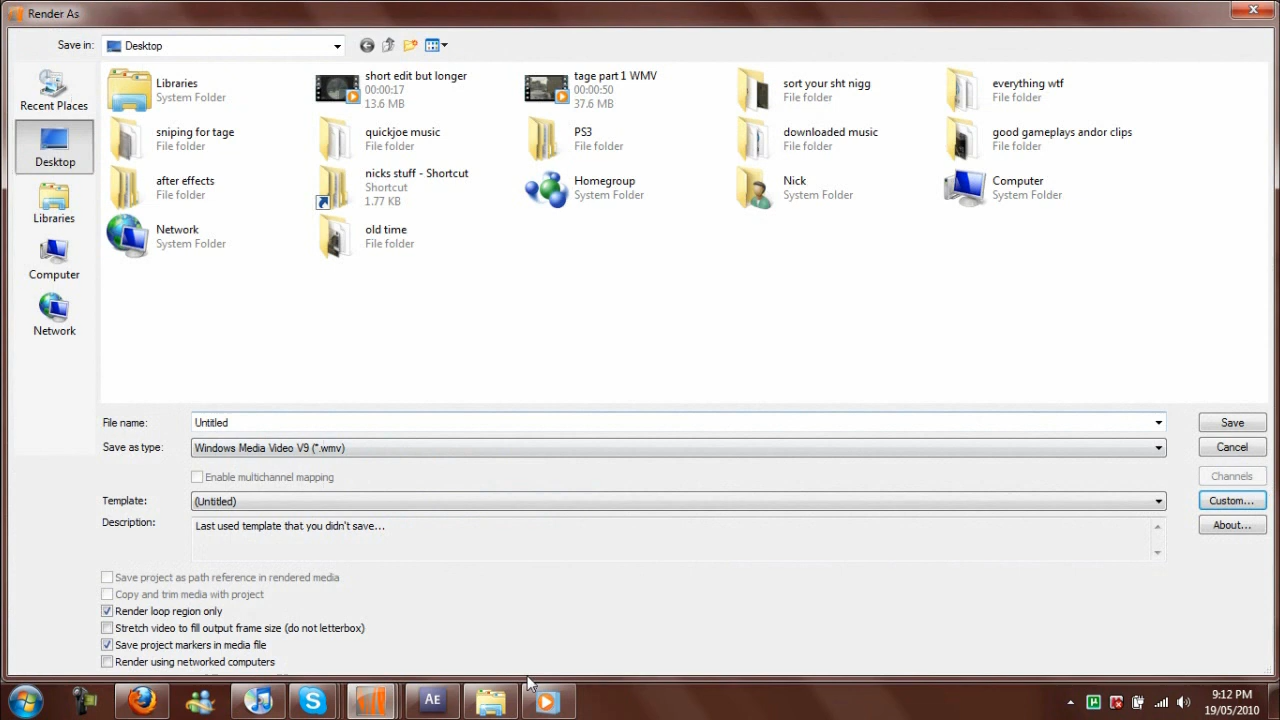 Render As
Save in:
Desktop
Recent Places
Desktop
Libraries
Computer
Network
Libraries
System Folder
short edit but longer
00:00:17
13.6 MB
tage part 1 WMV
00:00:50
37.6 MB
sort your sht nigg
File folder
everything wtf
File folder
sniping for tage
File folder
quickjoe music
File folder
PS3
File folder
downloaded music
File folder
good gameplays andor clips
File folder
after effects
File folder
nicks stuff - Shortcut
Shortcut
1.77 KB
Homegroup
System Folder
Nick
System Folder
Computer
System Folder
Network
System Folder
old time
File folder
File name:
Untitled
Save
Save as type:
Windows Media Video V9 (*.wmv)
Cancel
Enable multichannel mapping
Channels
Template:
(Untitled)
Custom...
Description:
Last used template that you didn't save...
About...
Save project as path reference in rendered media
Copy and trim media with project
Render loop region only
Stretch video to fill output frame size (do not letterbox)
Save project markers in media file
Render using networked computers
AE
9:12 PM
19/05/2010